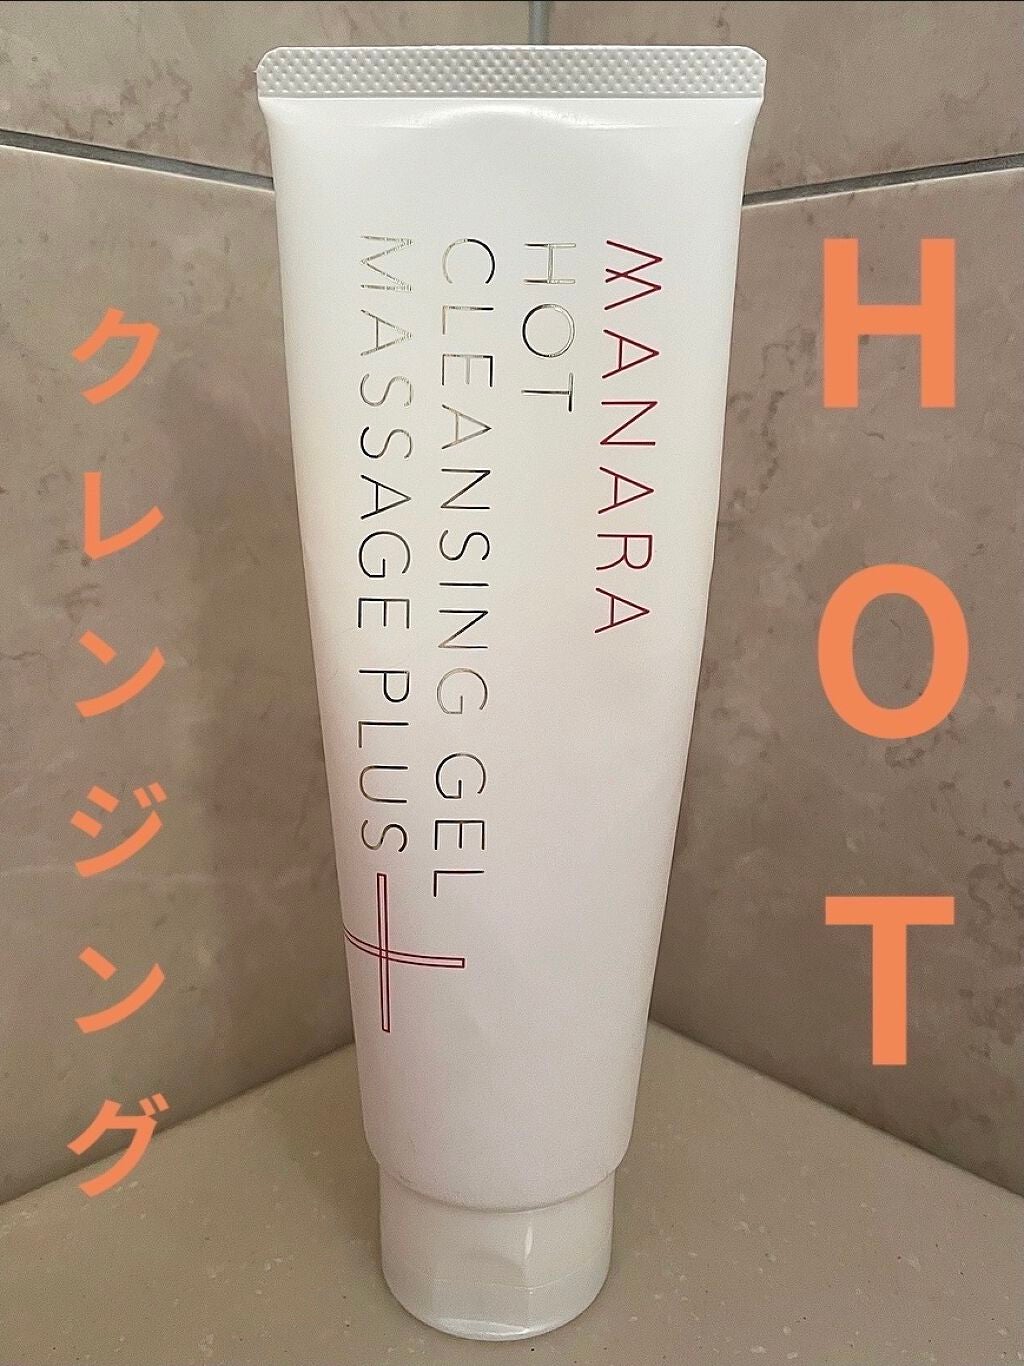 HOT
クレンジング
MANARA
HOT
CLEANSING GEL
MASSAGE PLUS